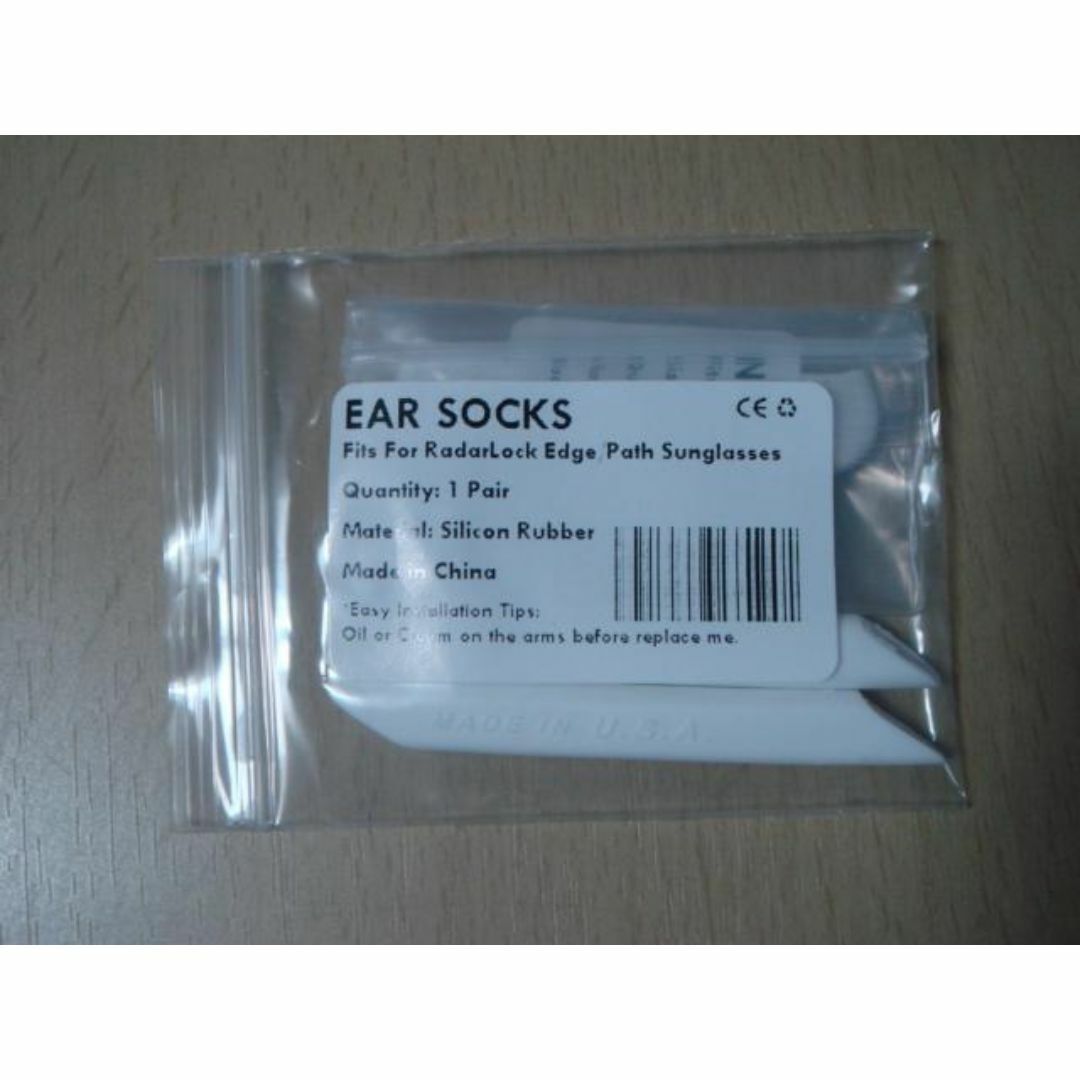 EAR SOCKS
CE
Fits For RadarLock Edge Path Sunglasses
Quantity: 1 Pair
Material: Silicon Rubber
Made in China
*Easy Installation Tips:
Oil or on the arms before replace me.
MADE IN U.S.A.